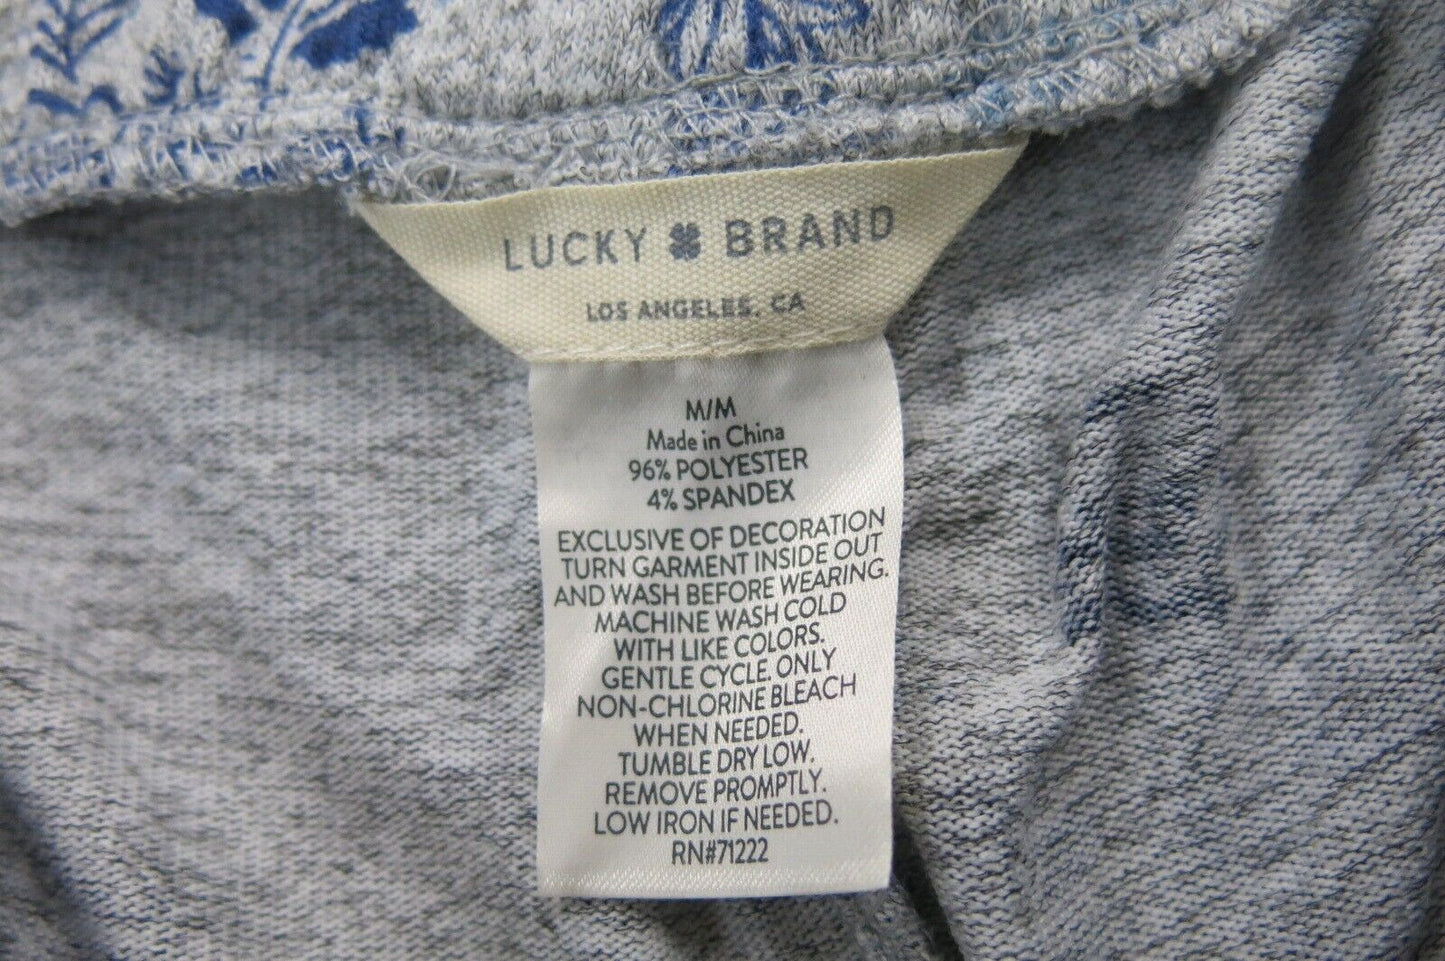 LUCKY BRAND
LOS ANGELES, CA
M/M
Made in China
96% POLYESTER
4% SPANDEX
EXCLUSIVE OF DECORATION
TURN GARMENT INSIDE OUT
AND WASH BEFORE WEARING.
MACHINE WASH COLD
WITH LIKE COLORS.
GENTLE CYCLE. ONLY
NON-CHLORINE BLEACH
WHEN NEEDED.
TUMBLE DRY LOW.
REMOVE PROMPTLY.
LOW IRON IF NEEDED.
RN#71222